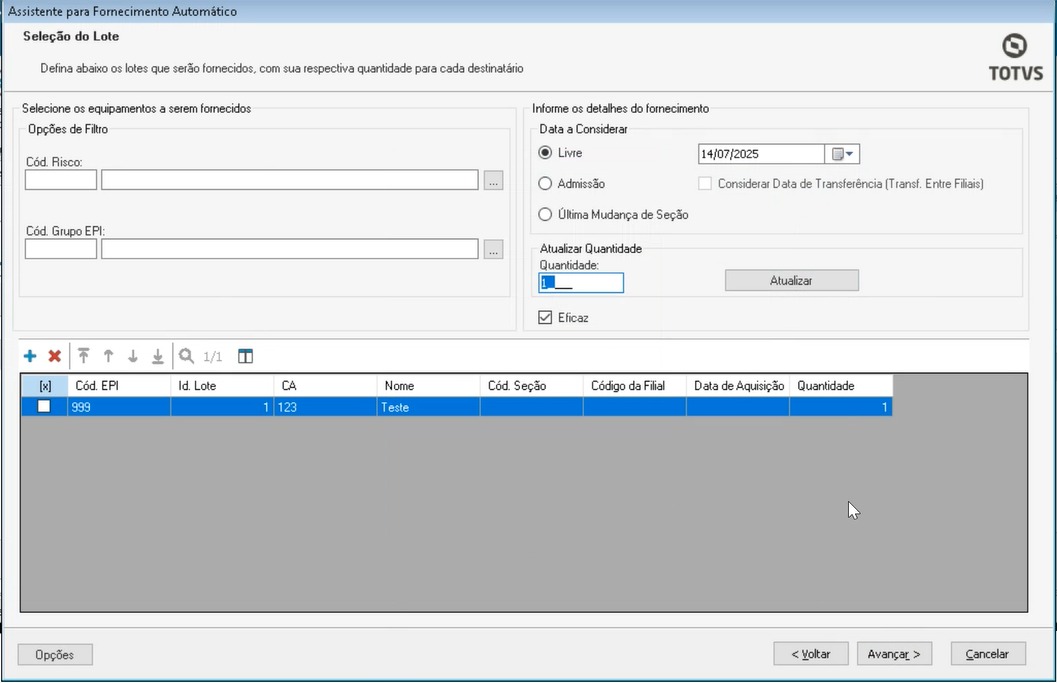 Assistente para Fornecimento Automático
Seleção do Lote
Defina abaixo os lotes que serão fornecidos, com sua respectiva quantidade para cada destinatário
TOTVS
Selecione os equipamentos a serem fornecidos
Opções de Filtro
Cód. Risco:
...
Cód. Grupo EPI:
...
Informe os detalhes do fornecimento
Data a Considerar
Livre
14/07/2025
Admissão
Considerar Data de Transferência (Transf. Entre Filiais)
Última Mudança de Seção
Atualizar Quantidade
Quantidade:
1___
Atualizar
Eficaz
1/1
[x] Cód. EPI Id. Lote CA Nome Cód. Seção Código da Filial Data de Aquisição Quantidade
999 1 123 Teste 1
Opções
< Voltar Avançar > Cancelar